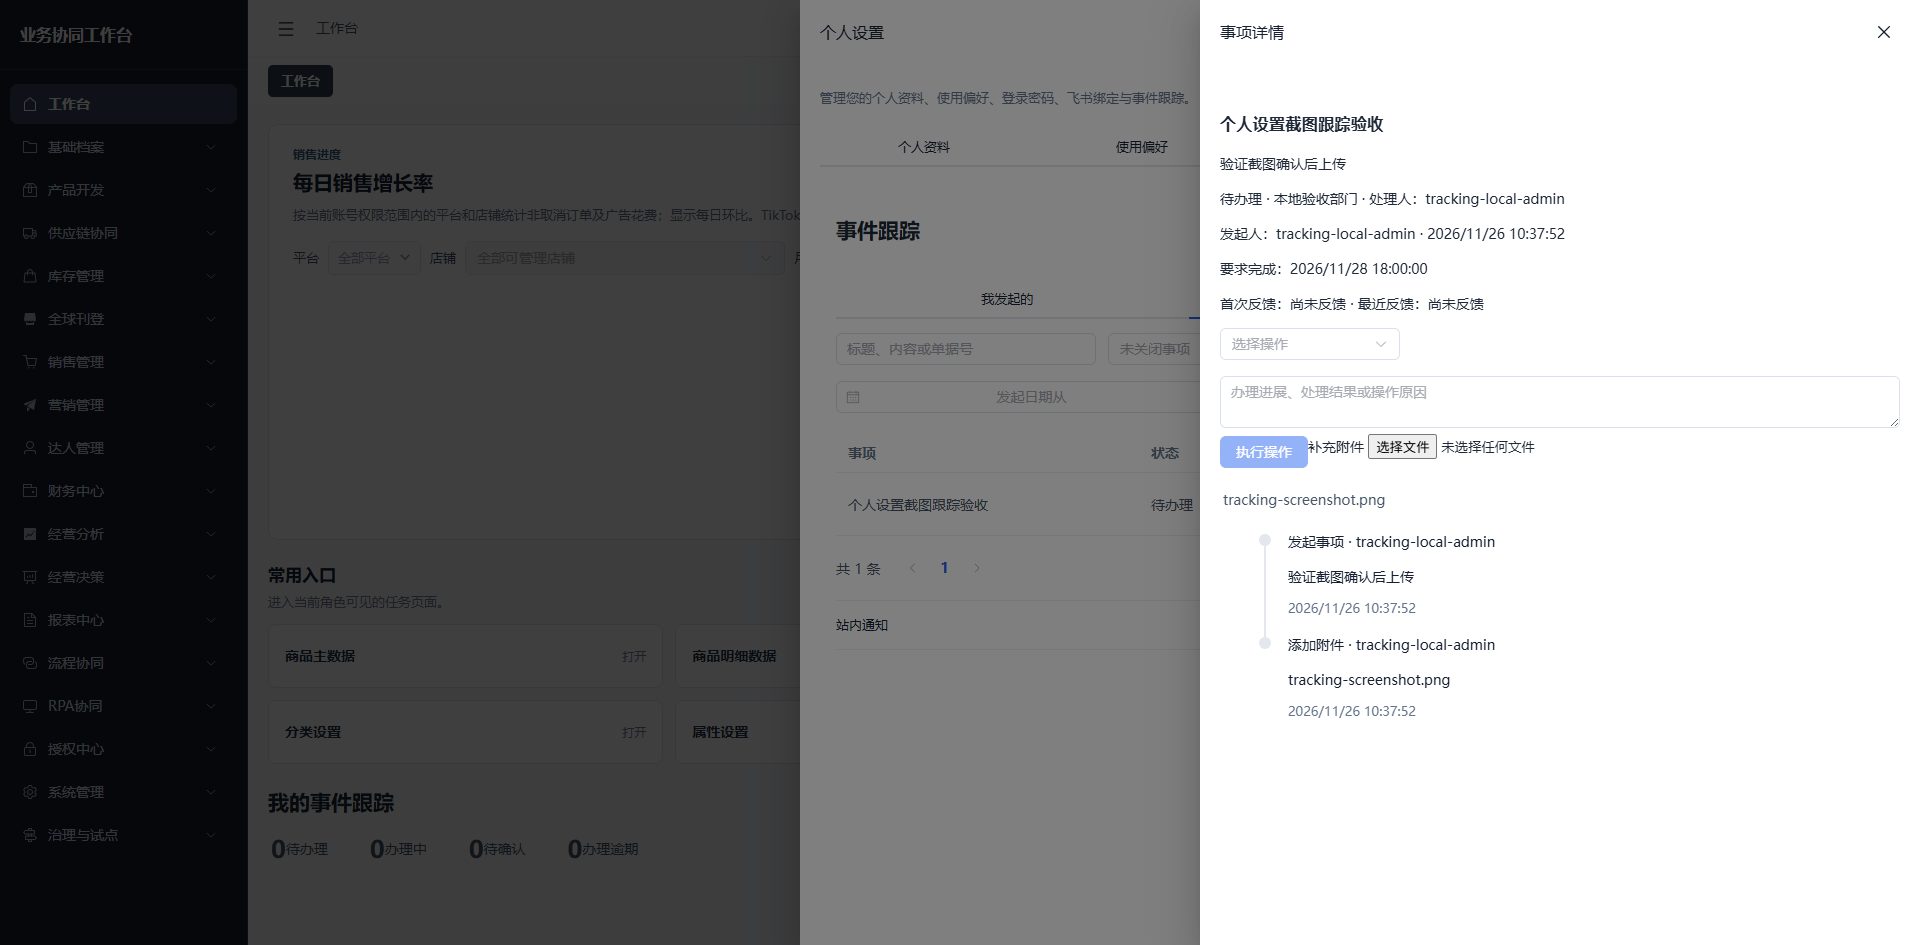 业务协同工作台
工作台
基础档案
产品开发
供应链协同
库存管理
全球刊登
销售管理
营销管理
达人管理
财务中心
经营分析
经营决策
报表中心
流程协同
RPA协同
授权中心
系统管理
治理与试点
工作台
工作台
销售进度
每日销售增长率
按当前账号权限范围内的平台和店铺统计非取消订单及广告花费；显示每日环比。TikTok
平台 全部平台 店铺 全部可管理店铺
常用入口
进入当前角色可见的任务页面。
商品主数据 打开 商品明细数据
分类设置 打开 属性设置
我的事件跟踪
0待办理 0办理中 0待确认 0办理逾期
个人设置
管理您的个人资料、使用偏好、登录密码、飞书绑定与事件跟踪。
个人资料 使用偏好
事件跟踪
我发起的
标题、内容或单据号 未关闭事项
发起日期从
事项 状态
个人设置截图跟踪验收 待办理
共 1 条 1
站内通知
事项详情
个人设置截图跟踪验收
验证截图确认后上传
待办理 · 本地验收部门 · 处理人：tracking-local-admin
发起人：tracking-local-admin · 2026/11/26 10:37:52
要求完成：2026/11/28 18:00:00
首次反馈：尚未反馈 · 最近反馈：尚未反馈
选择操作
办理进展、处理结果或操作原因
执行操作 补充附件 选择文件 未选择任何文件
tracking-screenshot.png
发起事项 · tracking-local-admin
验证截图确认后上传
2026/11/26 10:37:52
添加附件 · tracking-local-admin
tracking-screenshot.png
2026/11/26 10:37:52